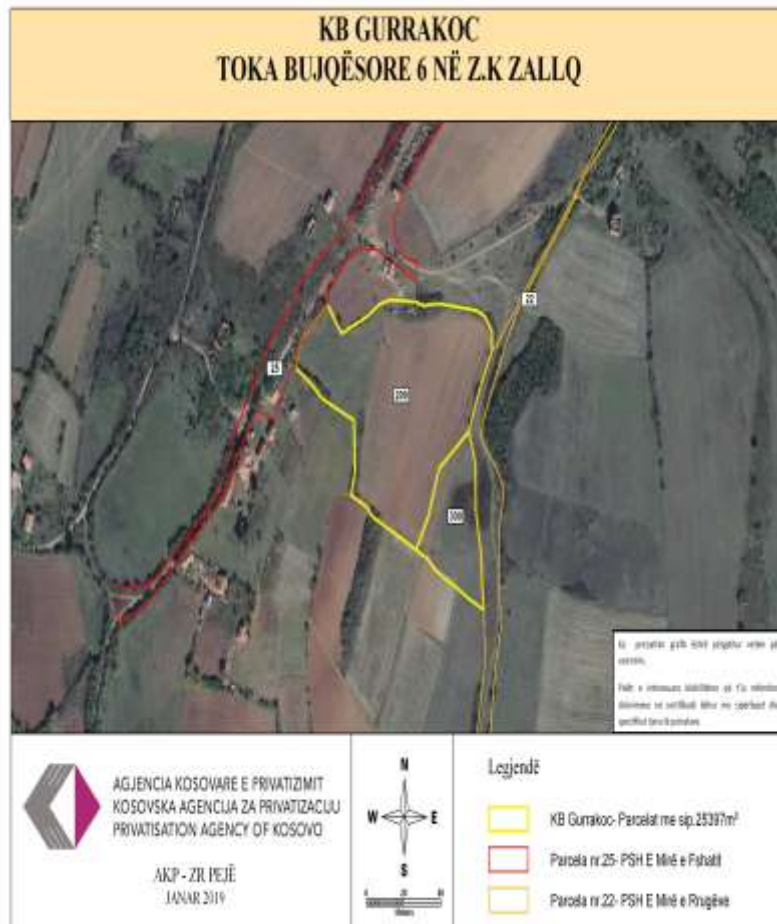 KB GURRAKOC
TOKA BUJQËSORE 6 NË Z.K ZALLQ
22
25
300
AGJENCIA KOSOVARE E PRIVATIZIMIT
KOSOVSKA AGENCIJA ZA PRIVATIZACIJU
PRIVATISATION AGENCY OF KOSOVO
AKP - ZR PEJË
JANAR 2019
N
W E
S
Legjendë
KB Gurrakoc- Parcelat me sip.25397m²
Parcela nr.25- PSH E Mirë e Fshatit
Parcela nr.22- PSH E Mirë e Rrugëve